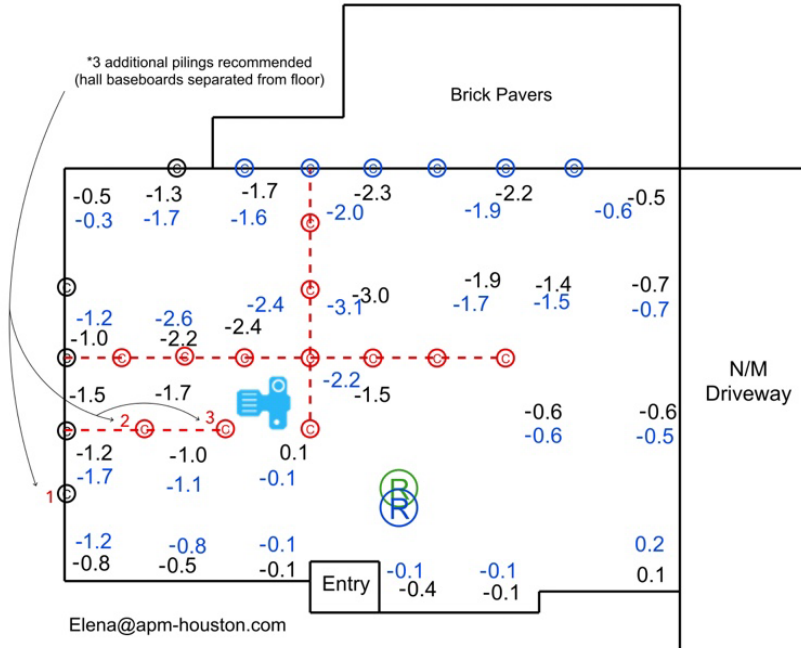 *3 additional pilings recommended
(hall baseboards separated from floor)
Brick Pavers
C C C C C C C
-0.5 -1.3 -1.7 -2.3 -2.2 -0.5
-0.3 -1.7 -1.6 -2.0 -1.9 -0.6
C
C C
-1.9 -1.4 -0.7
-2.4 -3.1 -3.0 -1.7 -1.5 -0.7
-1.2 -2.6 -2.4
-1.0 -2.2
C C C C C C C C
N/M
Driveway
-2.2
-1.5 -1.7 -1.5
-0.6 -0.6
2 3
C C C C
-0.6 -0.5
-1.2 -1.0 0.1
-1.7 -1.1 -0.1
1 C
R
R
-1.2 -0.8 -0.1 0.2
-0.8 -0.5 -0.1 Entry -0.1 -0.1 0.1
-0.4 -0.1
Elena@apm-houston.com